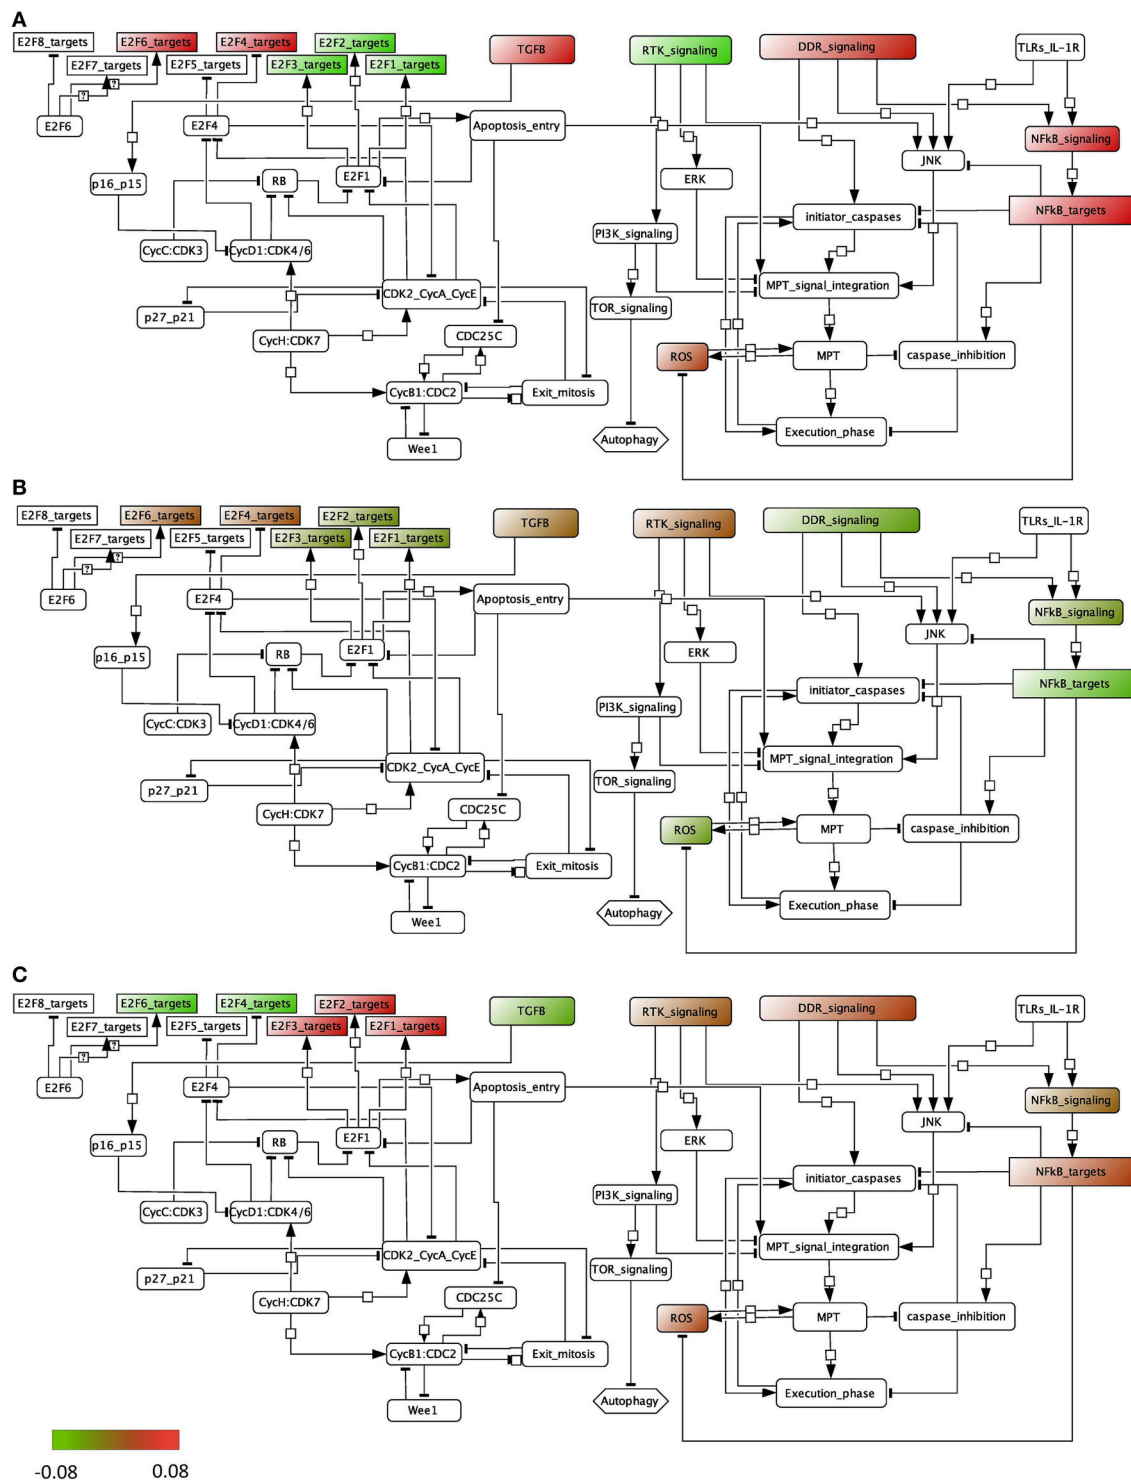 A
E2F8_targets
E2F6_targets
E2F4_targets
E2F2_targets
TGFB
RTK_signaling
DDR_signaling
TLRs_IL-1R
E2F7_targets
E2F5_targets
E2F3_targets
E2F1_targets
?
?
E2F6
E2F4
Apoptosis_entry
NFkB_signaling
JNK
p16_p15
RB
E2F1
ERK
NFkB_targets
initiator_caspases
CycC:CDK3
CycD1:CDK4/6
PI3K_signaling
CDK2_CycA_CycE
MPT_signal_integration
p27_p21
TOR_signaling
CycH:CDK7
CDC25C
ROS
MPT
caspase_inhibition
CycB1:CDC2
Exit_mitosis
Wee1
Autophagy
Execution_phase
B
E2F8_targets
E2F6_targets
E2F4_targets
E2F2_targets
TGFB
RTK_signaling
DDR_signaling
TLRs_IL-1R
E2F7_targets
E2F5_targets
E2F3_targets
E2F1_targets
?
?
E2F6
E2F4
Apoptosis_entry
NFkB_signaling
JNK
p16_p15
RB
E2F1
ERK
NFkB_targets
initiator_caspases
CycC:CDK3
CycD1:CDK4/6
PI3K_signaling
CDK2_CycA_CycE
MPT_signal_integration
p27_p21
TOR_signaling
CycH:CDK7
CDC25C
ROS
MPT
caspase_inhibition
CycB1:CDC2
Exit_mitosis
Wee1
Autophagy
Execution_phase
C
E2F8_targets
E2F6_targets
E2F4_targets
E2F2_targets
TGFB
RTK_signaling
DDR_signaling
TLRs_IL-1R
E2F7_targets
E2F5_targets
E2F3_targets
E2F1_targets
?
?
E2F6
E2F4
Apoptosis_entry
NFkB_signaling
JNK
p16_p15
RB
E2F1
ERK
NFkB_targets
initiator_caspases
CycC:CDK3
CycD1:CDK4/6
PI3K_signaling
CDK2_CycA_CycE
MPT_signal_integration
p27_p21
TOR_signaling
CycH:CDK7
CDC25C
ROS
MPT
caspase_inhibition
CycB1:CDC2
Exit_mitosis
Wee1
Autophagy
Execution_phase
-0.08
0.08